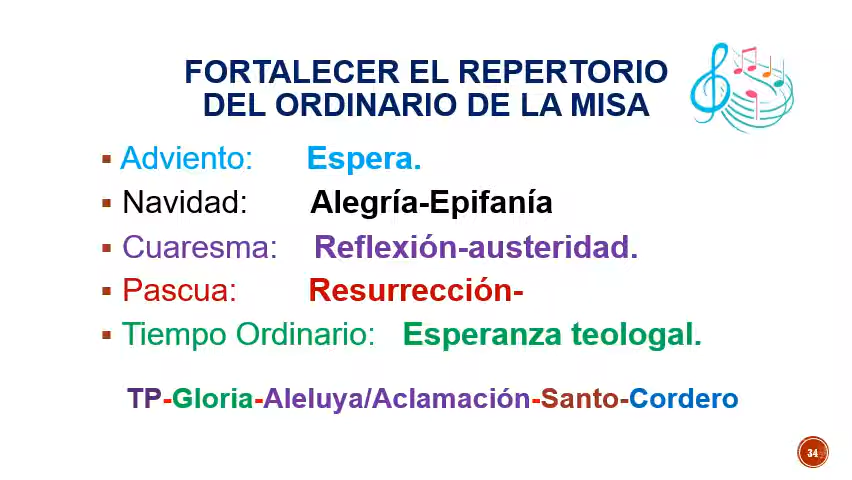 FORTALECER EL REPERTORIO
DEL ORDINARIO DE LA MISA
▪ Adviento: Espera.
▪ Navidad: Alegría-Epifanía
▪ Cuaresma: Reflexión-austeridad.
▪ Pascua: Resurrección-
▪ Tiempo Ordinario: Esperanza teologal.
TP-Gloria-Aleluya/Aclamación-Santo-Cordero
34